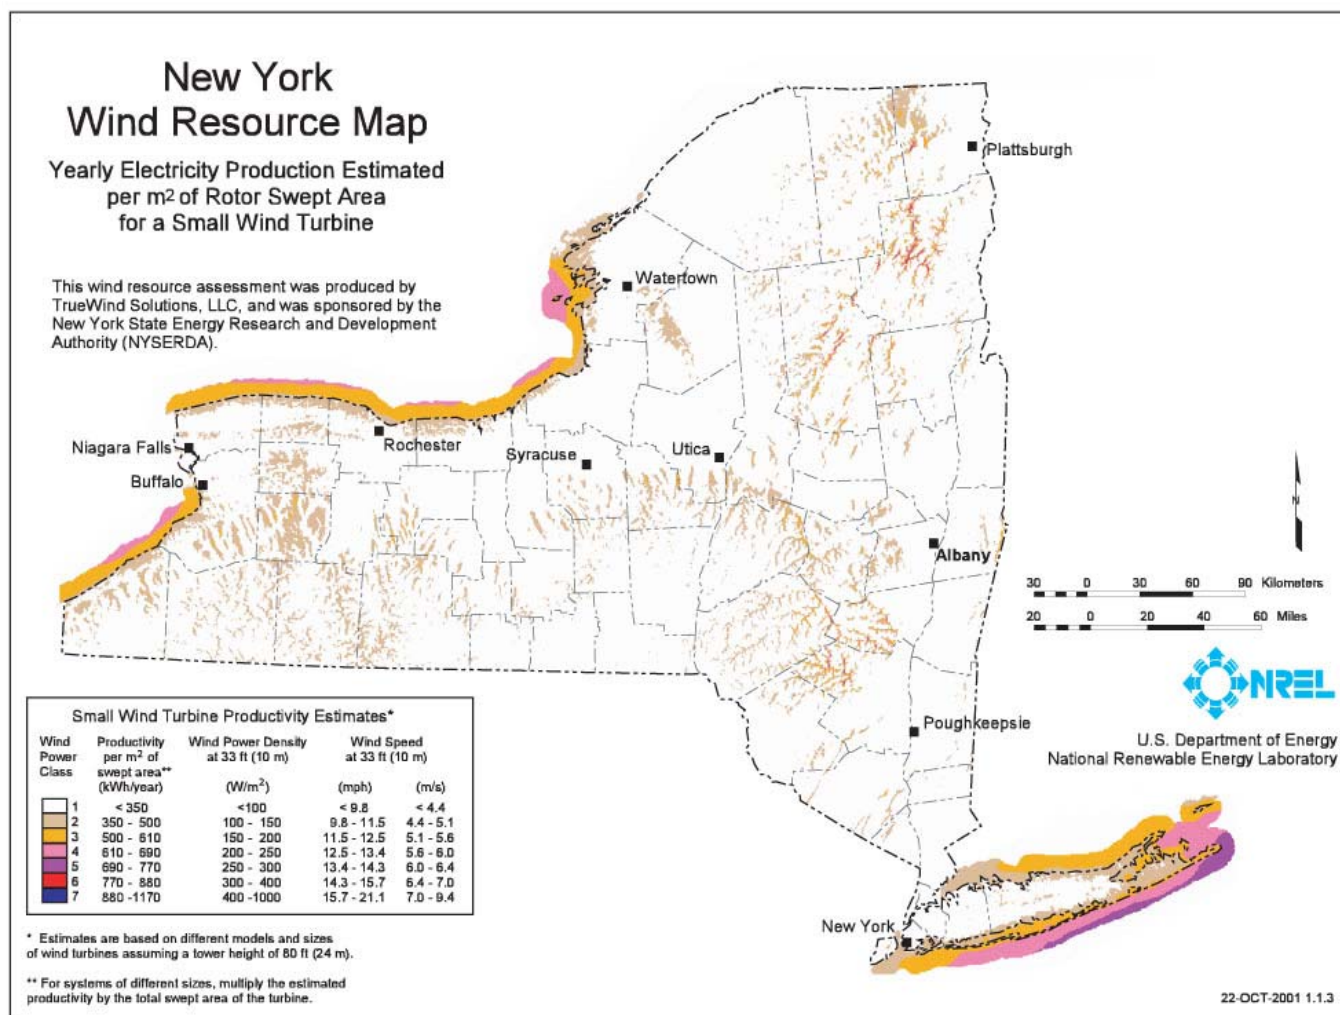 New York
Wind Resource Map
Yearly Electricity Production Estimated
per m2 of Rotor Swept Area
for a Small Wind Turbine
This wind resource assessment was produced by
TrueWind Solutions, LLC, and was sponsored by the
New York State Energy Research and Development
Authority (NYSERDA).
Plattsburgh
Watertown
Niagara Falls
Rochester
Syracuse
Utica
Buffalo
Albany
N
30 0 30 60 90 Kilometers
20 0 20 40 60 Miles
NREL
Poughkeepsie
U.S. Department of Energy
National Renewable Energy Laboratory
New York
Small Wind Turbine Productivity Estimates*
Wind Productivity Wind Power Density Wind Speed
Power per m2 of at 33 ft (10 m) at 33 ft (10 m)
Class swept area**
(kWh/year) (W/m2) (mph) (m/s)
1 < 350 <100 < 9.8 < 4.4
2 350 - 500 100 - 150 9.8 - 11.5 4.4 - 5.1
3 500 - 610 150 - 200 11.5 - 12.5 5.1 - 5.6
4 610 - 690 200 - 250 12.5 - 13.4 5.6 - 6.0
5 690 - 770 250 - 300 13.4 - 14.3 6.0 - 6.4
6 770 - 880 300 - 400 14.3 - 15.7 6.4 - 7.0
7 880 -1170 400 -1000 15.7 - 21.1 7.0 - 9.4
* Estimates are based on different models and sizes
of wind turbines assuming a tower height of 80 ft (24 m).
** For systems of different sizes, multiply the estimated
productivity by the total swept area of the turbine.
22-OCT-2001 1.1.3